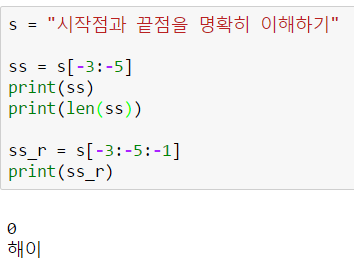 s = "시작점과 끝점을 명확히 이해하기"
ss = s[-3:-5]
print(ss)
print(len(ss))
ss_r = s[-3:-5:-1]
print(ss_r)
0
해이